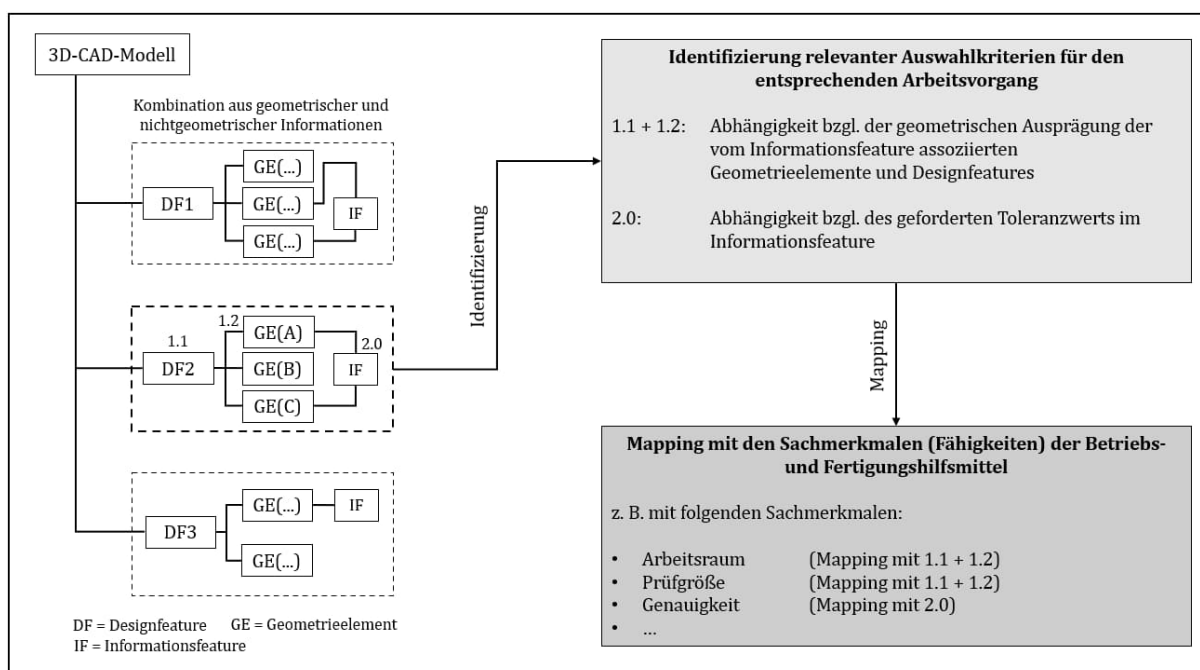 3D-CAD-Modell
Kombination aus geometrischer und
nichtgeometrischer Informationen
DF1
GE(...)
GE(...)
GE(...)
IF
1.1
1.2
2.0
DF2
GE(A)
GE(B)
GE(C)
IF
DF3
GE(...)
GE(...)
IF
DF = Designfeature GE = Geometrieelement
IF = Informationsfeature
Identifizierung
Identifizierung relevanter Auswahlkriterien für den
entsprechenden Arbeitsvorgang
1.1 + 1.2: Abhängigkeit bzgl. der geometrischen Ausprägung der
vom Informationsfeature assoziierten
Geometrieelemente und Designfeatures
2.0: Abhängigkeit bzgl. des geforderten Toleranzwerts im
Informationsfeature
Mapping
Mapping mit den Sachmerkmalen (Fähigkeiten) der Betriebs-
und Fertigungshilfsmittel
z. B. mit folgenden Sachmerkmalen:
• Arbeitsraum (Mapping mit 1.1 + 1.2)
• Prüfgröße (Mapping mit 1.1 + 1.2)
• Genauigkeit (Mapping mit 2.0)
• ...